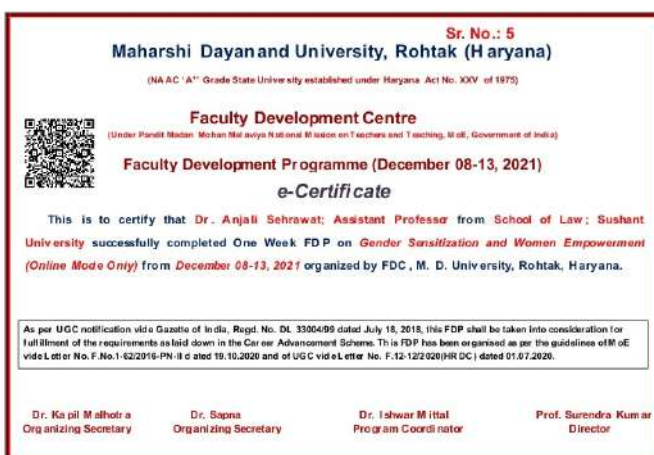 Sr. No.: 5
Maharshi Dayanand University, Rohtak (Haryana)
(NAAC 'A+' Grade State University established under Haryana Act No. XXV of 1975)
Faculty Development Centre
(Under Pandit Madan Mohan Malaviya National Mission on Teachers and Teaching, MoE, Government of India)
Faculty Development Programme (December 08-13, 2021)
e-Certificate
This is to certify that Dr. Anjali Sehrawat; Assistant Professor from School of Law; Sushant
University successfully completed One Week FDP on Gender Sensitization and Women Empowerment
(Online Mode Only) from December 08-13, 2021 organized by FDC, M. D. University, Rohtak, Haryana.
As per UGC notification vide Gazette of India, Regd. No. DL 33004/99 dated July 18, 2018, this FDP shall be taken into consideration for
fulfillment of the requirements as laid down in the Career Advancement Scheme. This FDP has been organised as per the guidelines of MoE
vide Letter No. F.No.1-62/2016-PN-II dated 19.10.2020 and of UGC vide Letter No. F.12-12/2020(HRDC) dated 01.07.2020.
Dr. Kapil Malhotra Dr. Sapna Dr. Ishwar Mittal Prof. Surendra Kumar
Organizing Secretary Organizing Secretary Program Coordinator Director